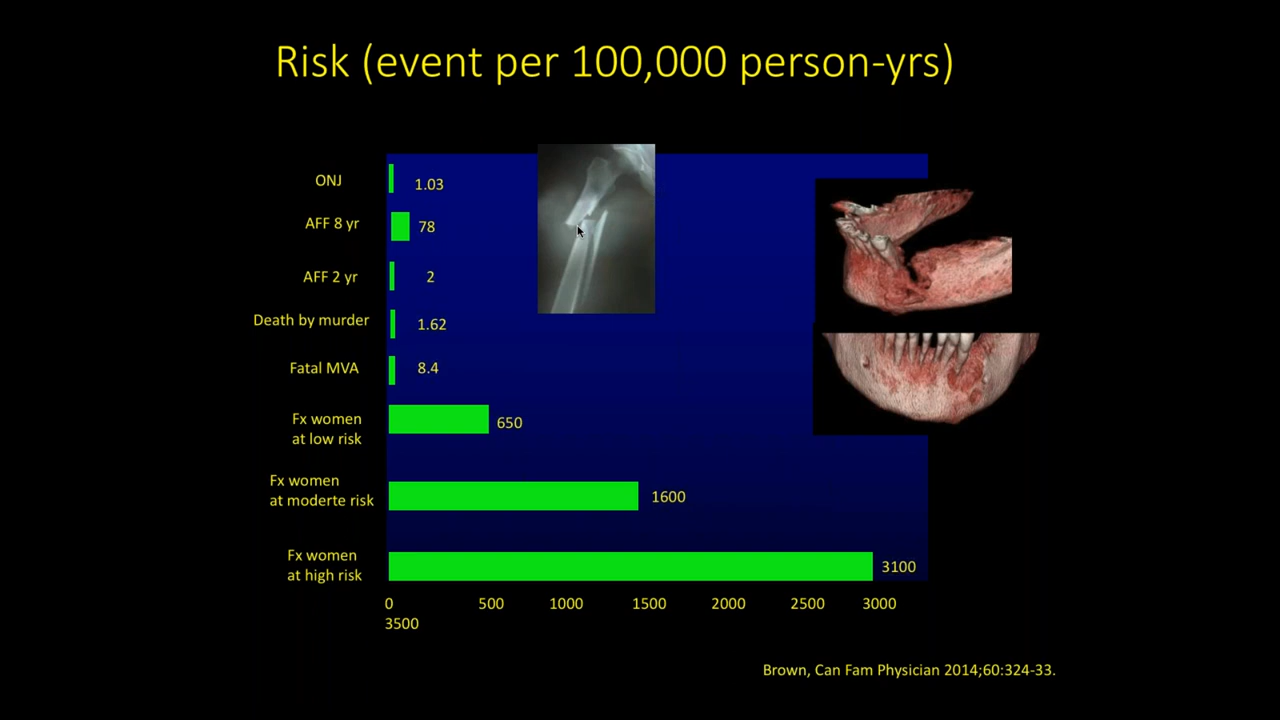 Risk (event per 100,000 person-yrs)
ONJ
1.03
AFF 8 yr
78
AFF 2 yr
2
Death by murder
1.62
Fatal MVA
8.4
Fx women
at low risk
650
Fx women
at moderte risk
1600
Fx women
at high risk
3100
0 500 1000 1500 2000 2500 3000
3500
Brown, Can Fam Physician 2014;60:324-33.